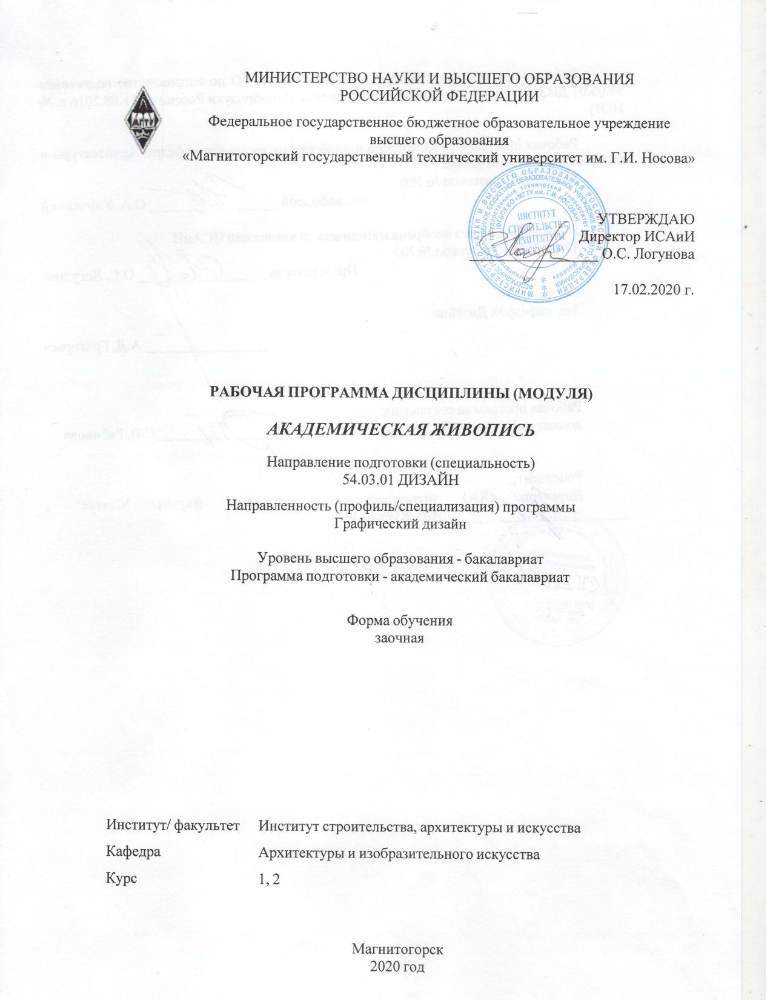 МИНИСТЕРСТВО НАУКИ И ВЫСШЕГО ОБРАЗОВАНИЯ
РОССИЙСКОЙ ФЕДЕРАЦИИ
МГТУ
Федеральное государственное бюджетное образовательное учреждение
высшего образования
«Магнитогорский государственный технический университет им. Г.И. Носова»
ИНСТИТУТ
СТРОИТЕЛЬСТВА,
АРХИТЕКТУРЫ
И ИСКУССТВА
УТВЕРЖДАЮ
Директор ИСАиИ
О.С. Логунова
17.02.2020 г.
РАБОЧАЯ ПРОГРАММА ДИСЦИПЛИНЫ (МОДУЛЯ)
АКАДЕМИЧЕСКАЯ ЖИВОПИСЬ
Направление подготовки (специальность)
54.03.01 ДИЗАЙН
Направленность (профиль/специализация) программы
Графический дизайн
Уровень высшего образования - бакалавриат
Программа подготовки - академический бакалавриат
Форма обучения
заочная
Институт/ факультет Институт строительства, архитектуры и искусства
Кафедра Архитектуры и изобразительного искусства
Курс 1, 2
Магнитогорск
2020 год